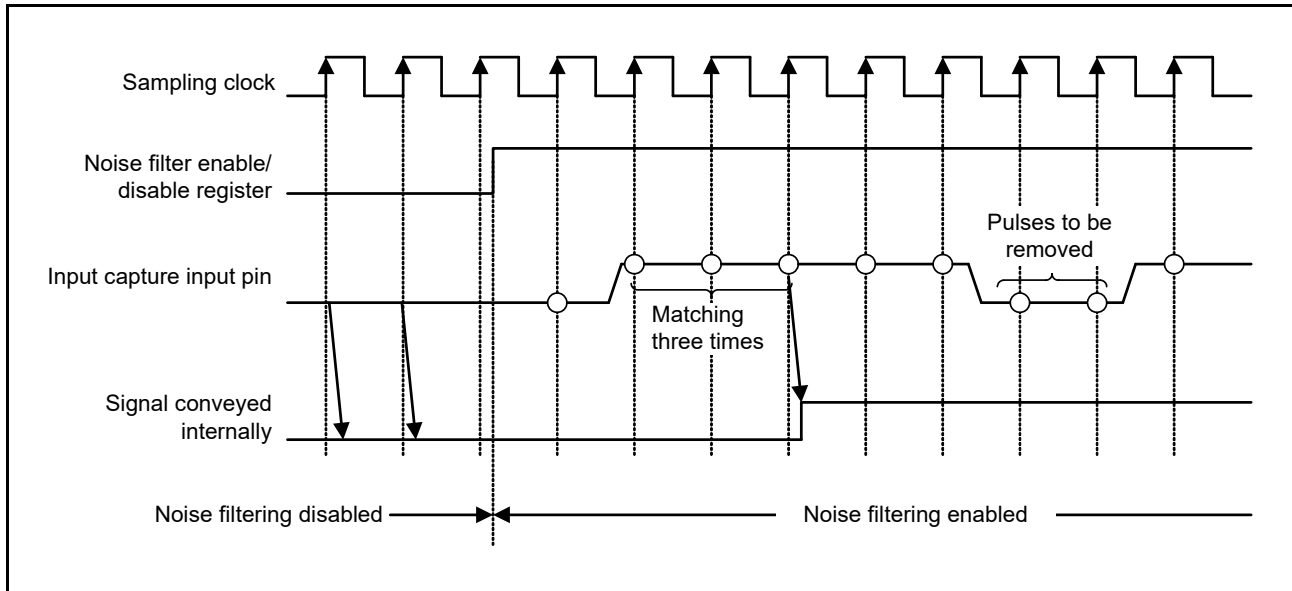 Sampling clock
Noise filter enable/
disable register
Pulses to be
removed
Input capture input pin
Matching
three times
Signal conveyed
internally
Noise filtering disabled
Noise filtering enabled